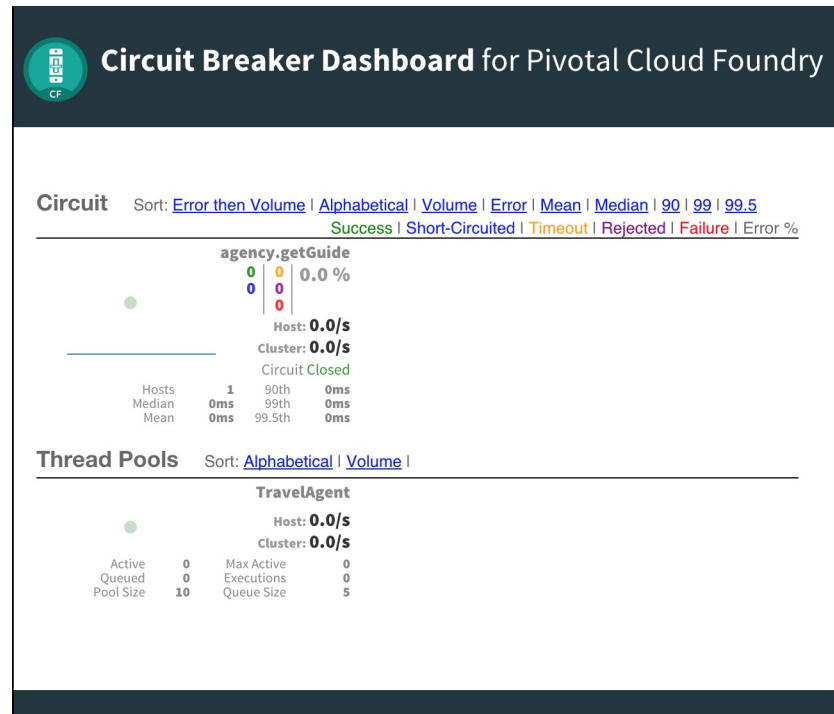 CF
Circuit Breaker Dashboard for Pivotal Cloud Foundry
Circuit Sort: Error then Volume | Alphabetical | Volume | Error | Mean | Median | 90 | 99 | 99.5
Success | Short-Circuited | Timeout | Rejected | Failure | Error %
agency.getGuide
0 0 0.0 %
0 0
0
Host: 0.0/s
Cluster: 0.0/s
Circuit Closed
Hosts 1 90th 0ms
Median 0ms 99th 0ms
Mean 0ms 99.5th 0ms
Thread Pools Sort: Alphabetical | Volume |
TravelAgent
Host: 0.0/s
Cluster: 0.0/s
Active 0 Max Active 0
Queued 0 Executions 0
Pool Size 10 Queue Size 5